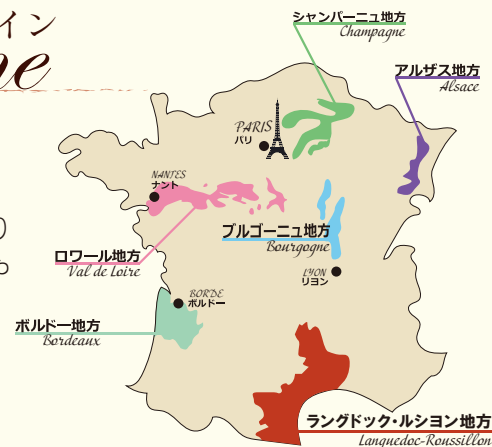 イン
ne
シャンパーニュ地方
Champagne
アルザス地方
Alsace
PARIS
パリ
NANTES
ナント
ブルゴーニュ地方
Bourgogne
ロワール地方
Val de Loire
LYON
リヨン
BORDE
ボルドー
ボルドー地方
Bordeaux
ラングドック・ルシヨン地方
Languedoc-Roussillon